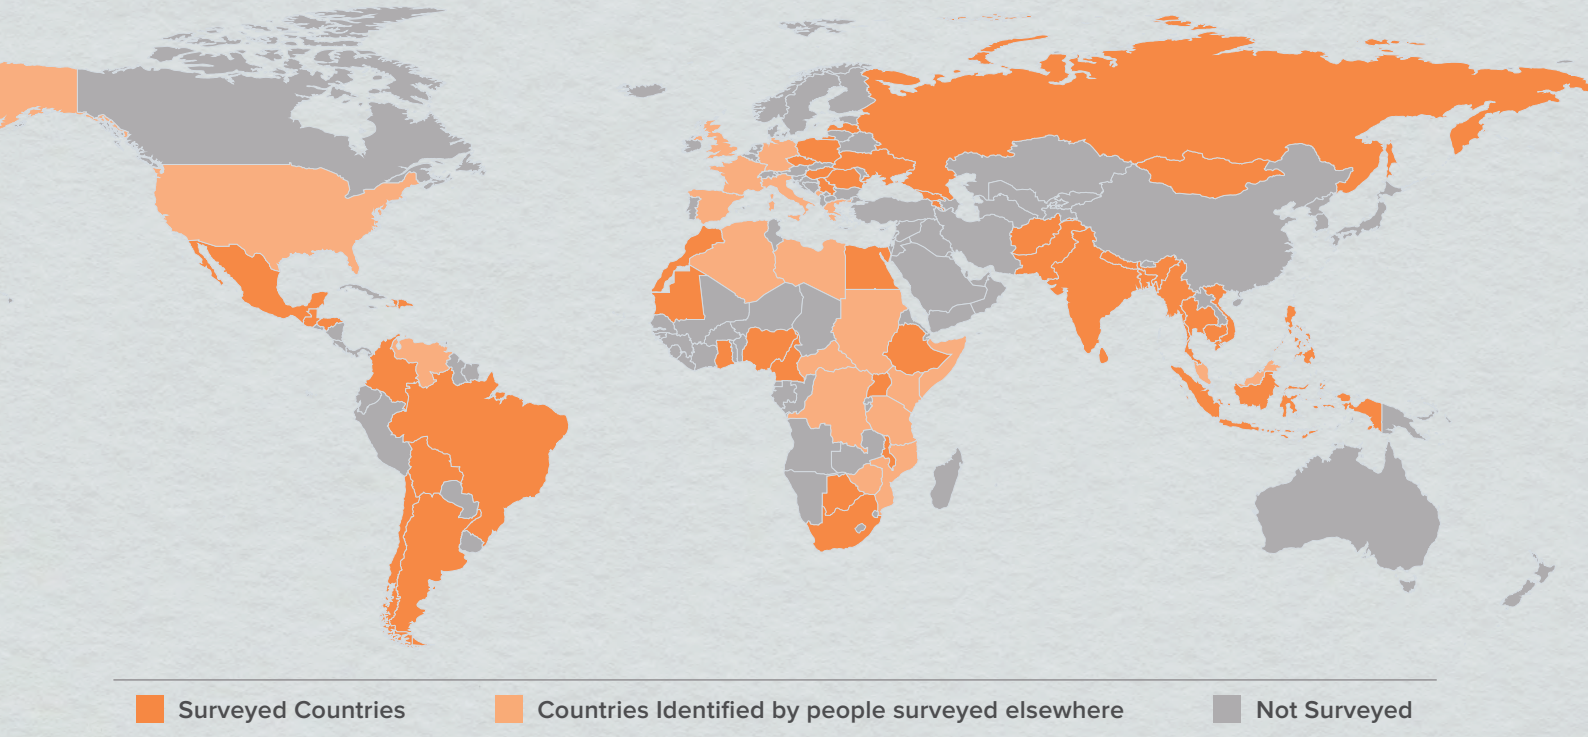 Surveyed Countries
Countries Identified by people surveyed elsewhere
Not Surveyed